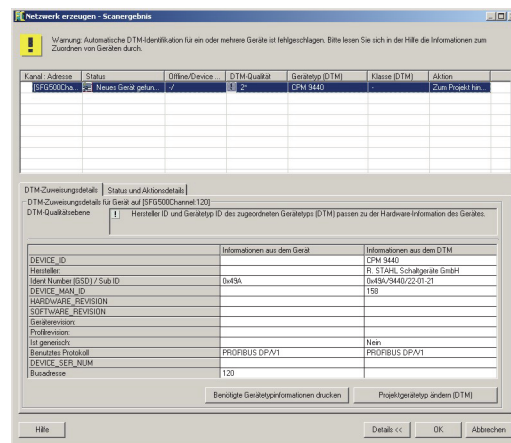 Netzwerk erzeugen - Scanergebnis
Warnung: Automatische DTM-Identifikation für ein oder mehrere Geräte ist fehlgeschlagen. Bitte lesen Sie sich in der Hilfe die Informationen zum
Zuordnen von Geräten durch.
Kanal : Adresse Status Offline/Device ... DTM-Qualität Gerätetyp (DTM) Klasse (DTM) Aktion
[SFG500Cha... Neues Gerät gefun... -/ 2* CPM 9440 - Zum Projekt hin...
DTM-Zuweisungsdetails Status und Aktionsdetails
DTM-Zuweisungsdetails für Gerät auf [SFG500Channel:120]
DTM-Qualitätsebene Hersteller ID und Gerätetyp ID des zugeordneten Gerätetyps (DTM) passen zu der Hardware-Information des Gerätes.
Informationen aus dem Gerät Informationen aus dem DTM
DEVICE_ID CPM 9440
Hersteller: R. STAHL Schaltgeräte GmbH
Ident Number (GSD) / Sub ID 0x49A 0x49A/9440/22-01-21
DEVICE_MAN_ID 158
HARDWARE_REVISION
SOFTWARE_REVISION
Geräterevision:
Profilrevision:
Ist generisch: Nein
Benutztes Protokoll PROFIBUS DP/V1 PROFIBUS DP/V1
DEVICE_SER_NUM
Busadresse 120
Benötigte Gerätetypinformationen drucken Projektgerätetyp ändern (DTM)
Hilfe Details << OK Abbrechen